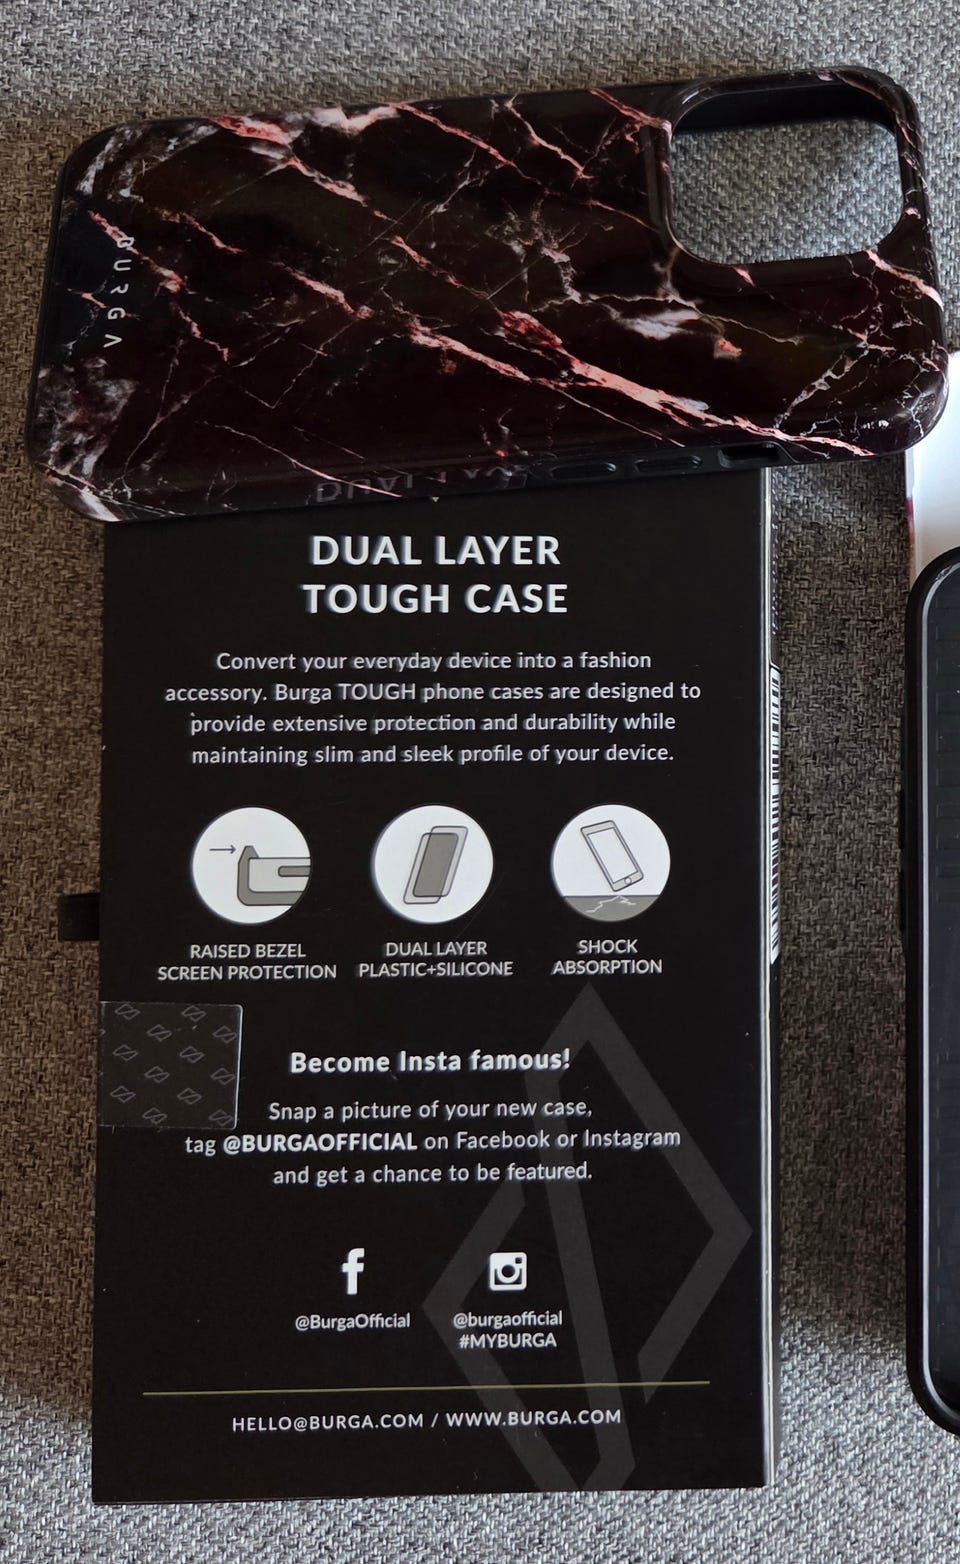 BURGA
DUAL LAYER
TOUGH CASE
Convert your everyday device into a fashion
accessory. Burga TOUGH phone cases are designed to
provide extensive protection and durability while
maintaining slim and sleek profile of your device.
RAISED BEZEL
SCREEN PROTECTION
DUAL LAYER
PLASTIC+SILICONE
SHOCK
ABSORPTION
Become Insta famous!
Snap a picture of your new case,
tag @BURGAOFFICIAL on Facebook or Instagram
and get a chance to be featured.
@BurgaOfficial
@burgaofficial
#MYBURGA
HELLO@BURGA.COM / WWW.BURGA.COM